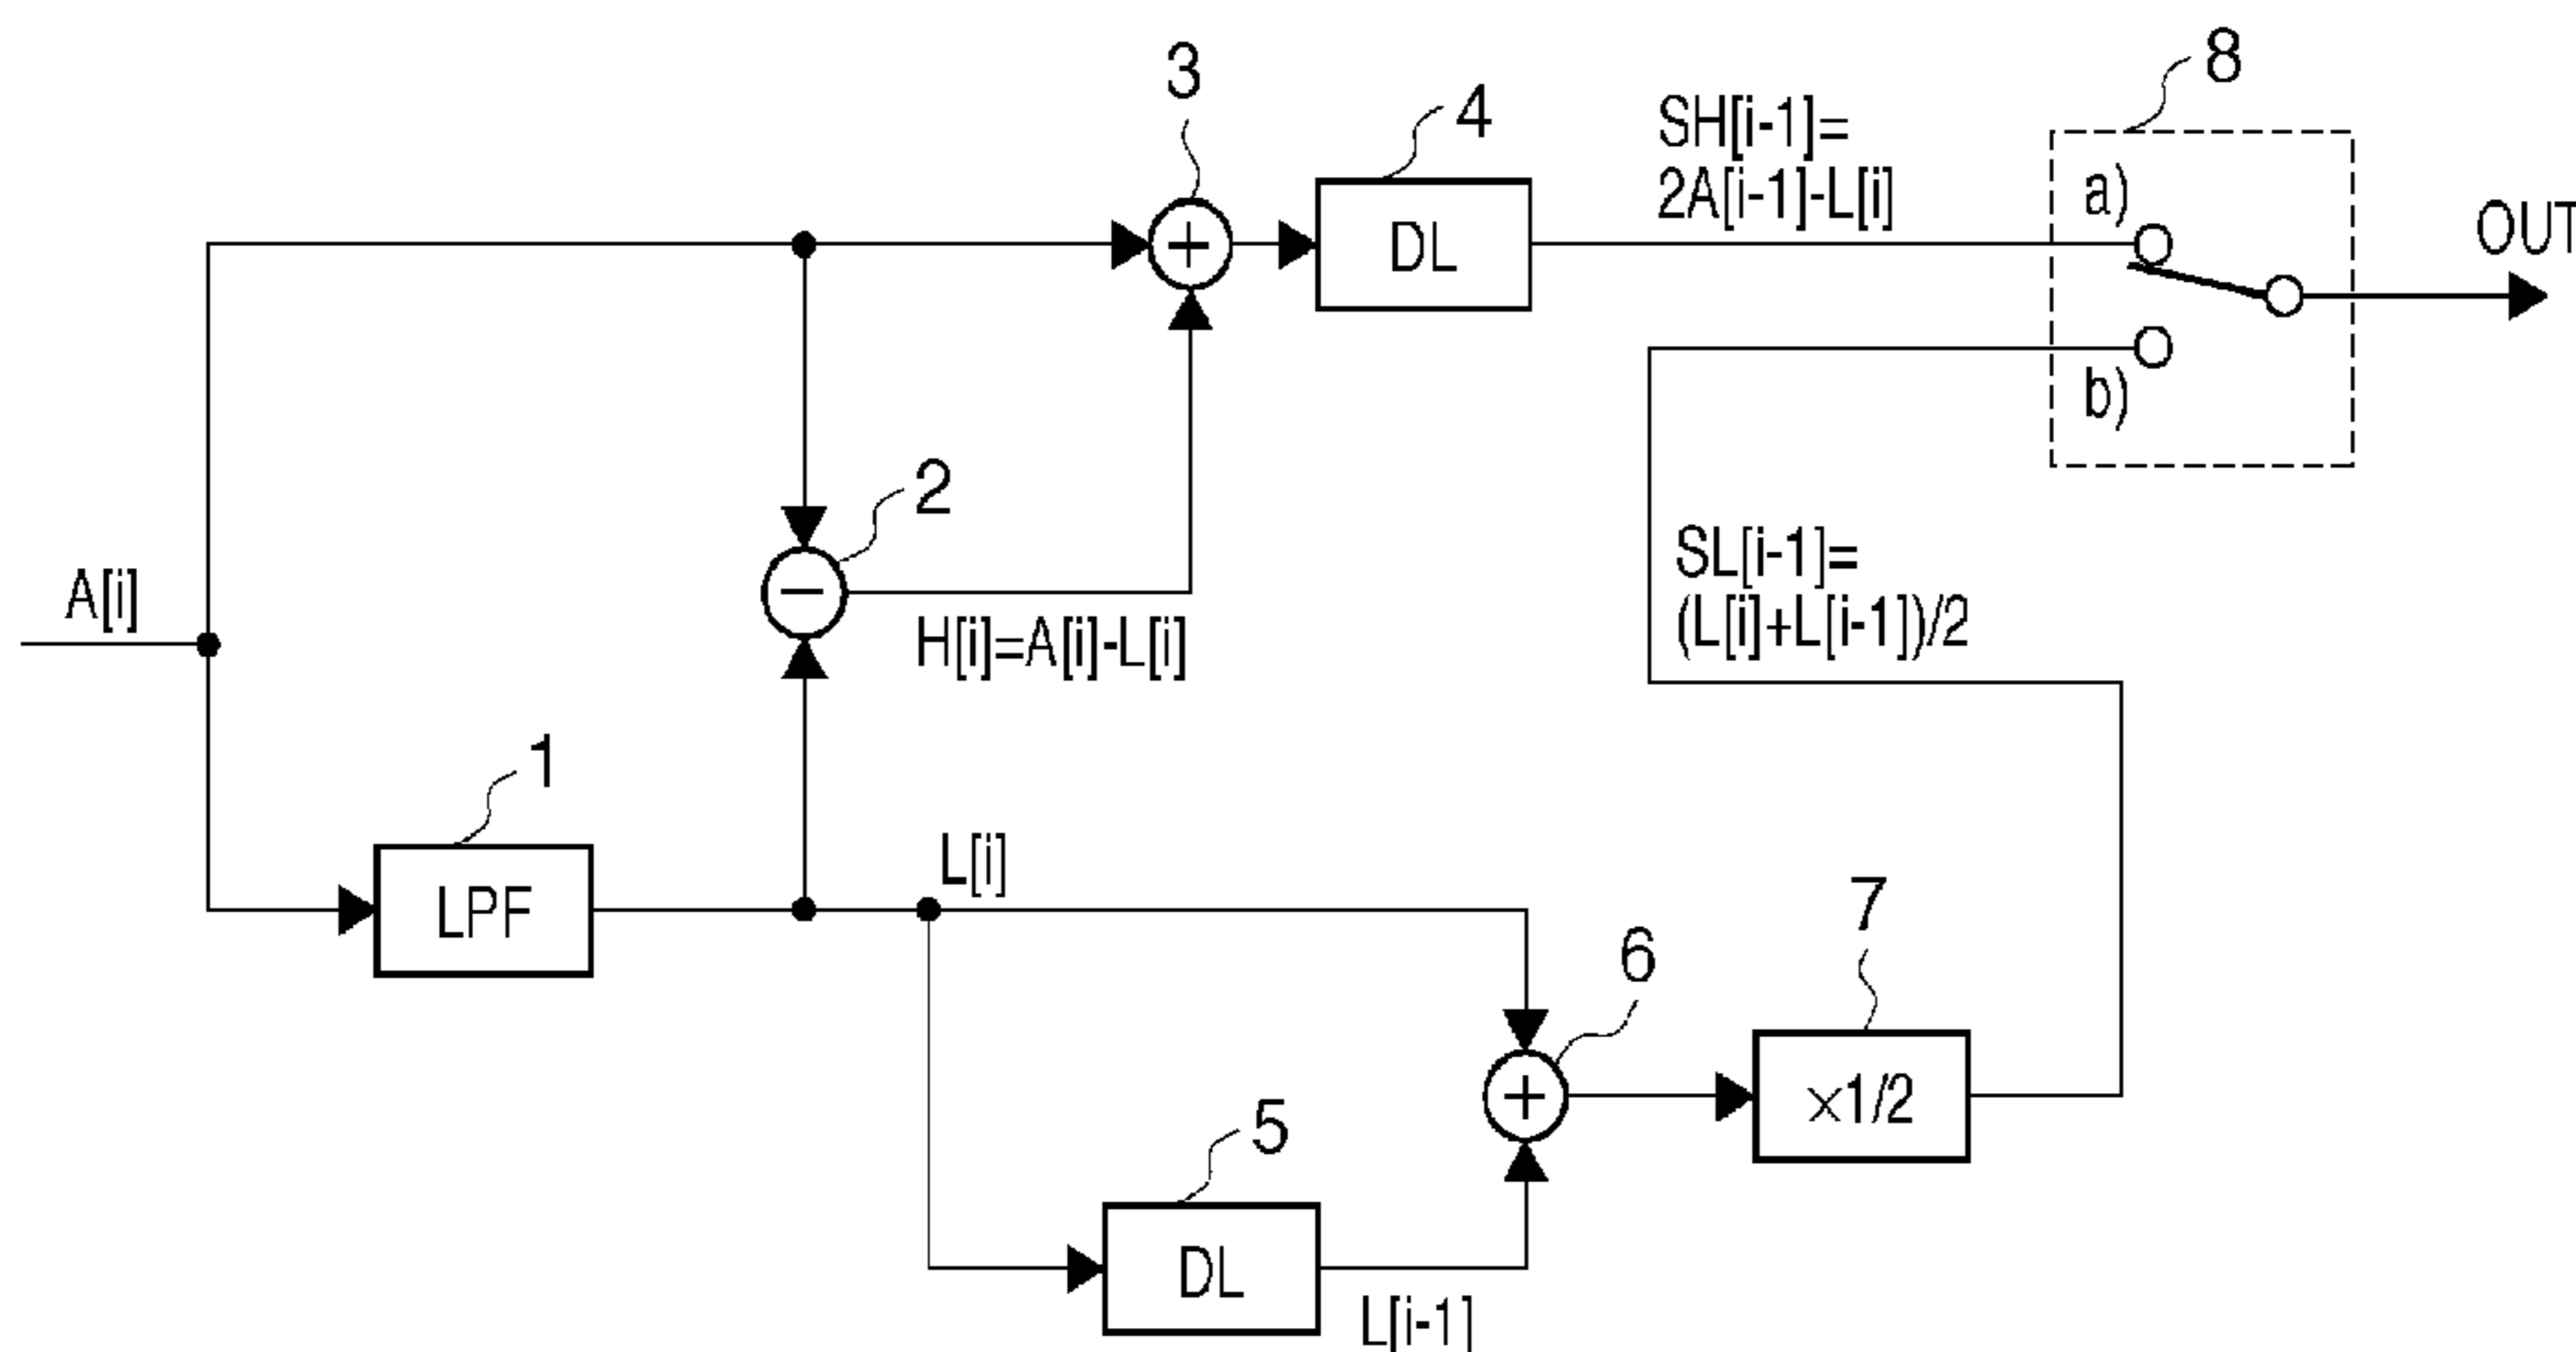 8
3
4
SH[i-1]=
2A[i-1]-L[i]
a)
OUT
+
DL
b)
2
SL[i-1]=
(L[i]+L[i-1])/2
A[i]
−
H[i]=A[i]-L[i]
1
L[i]
LPF
7
6
+
×1/2
5
DL
L[i-1]